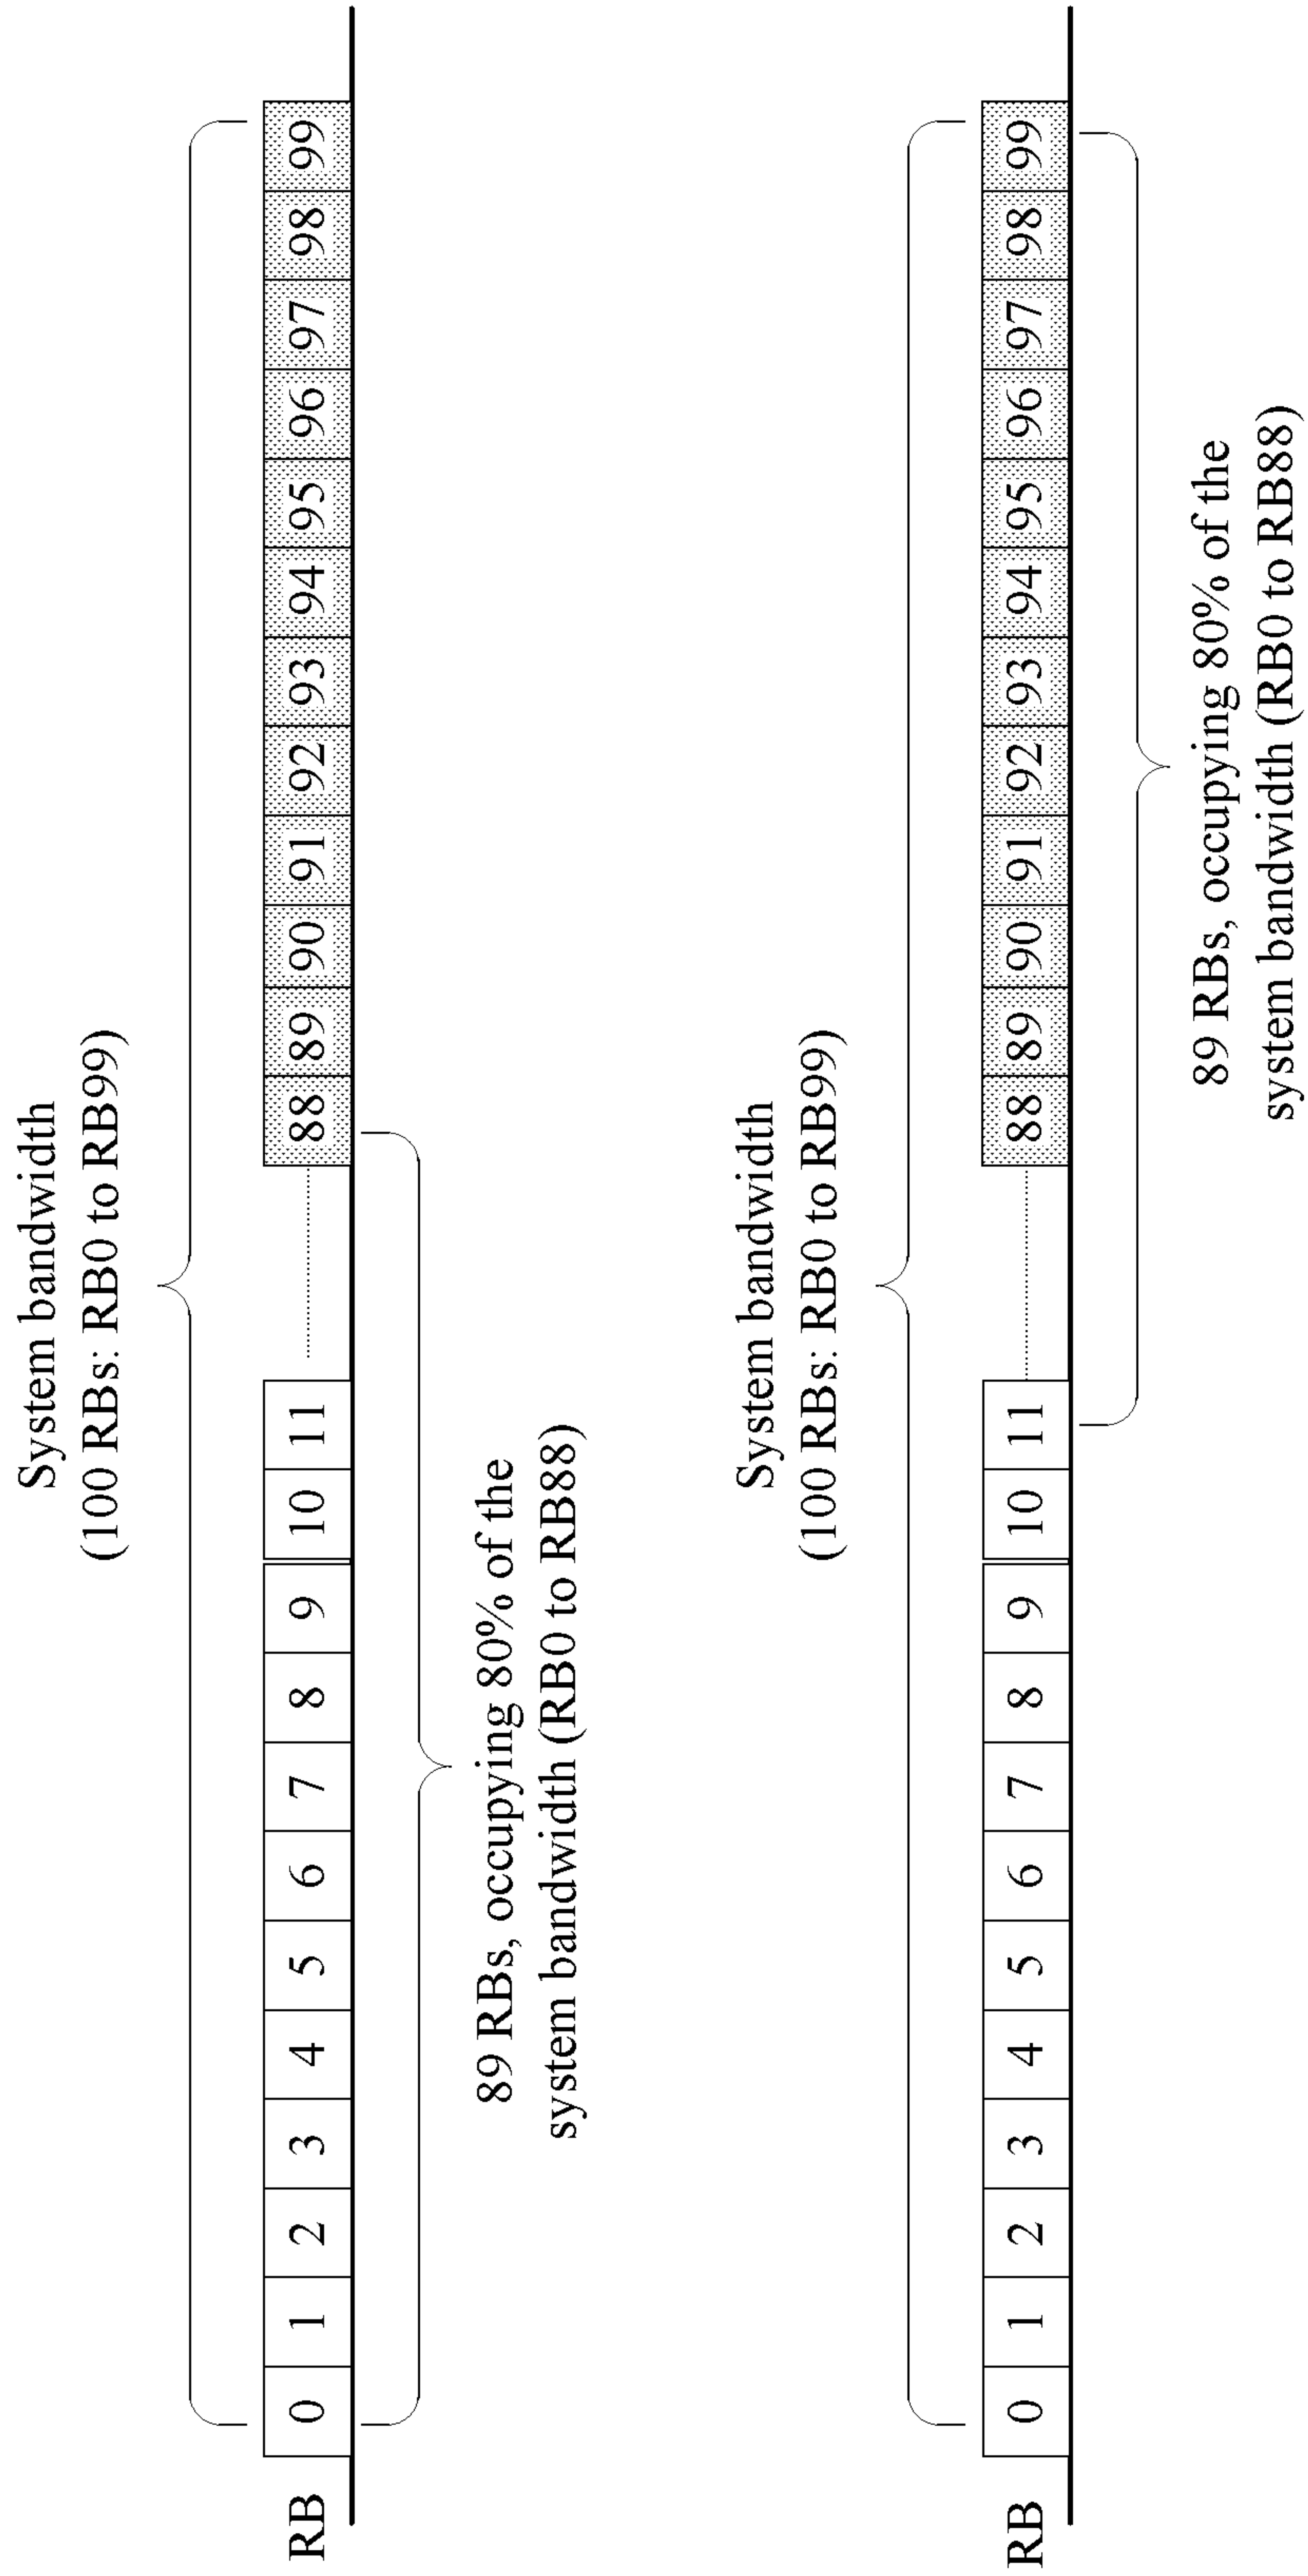 System bandwidth
(100 RBs: RB0 to RB99)
RB 0 1 2 3 4 5 6 7 8 9 10 11 88 89 90 91 92 93 94 95 96 97 98 99
89 RBs, occupying 80% of the
system bandwidth (RB0 to RB88)
System bandwidth
(100 RBs: RB0 to RB99)
RB 0 1 2 3 4 5 6 7 8 9 10 11 88 89 90 91 92 93 94 95 96 97 98 99
89 RBs, occupying 80% of the
system bandwidth (RB0 to RB88)